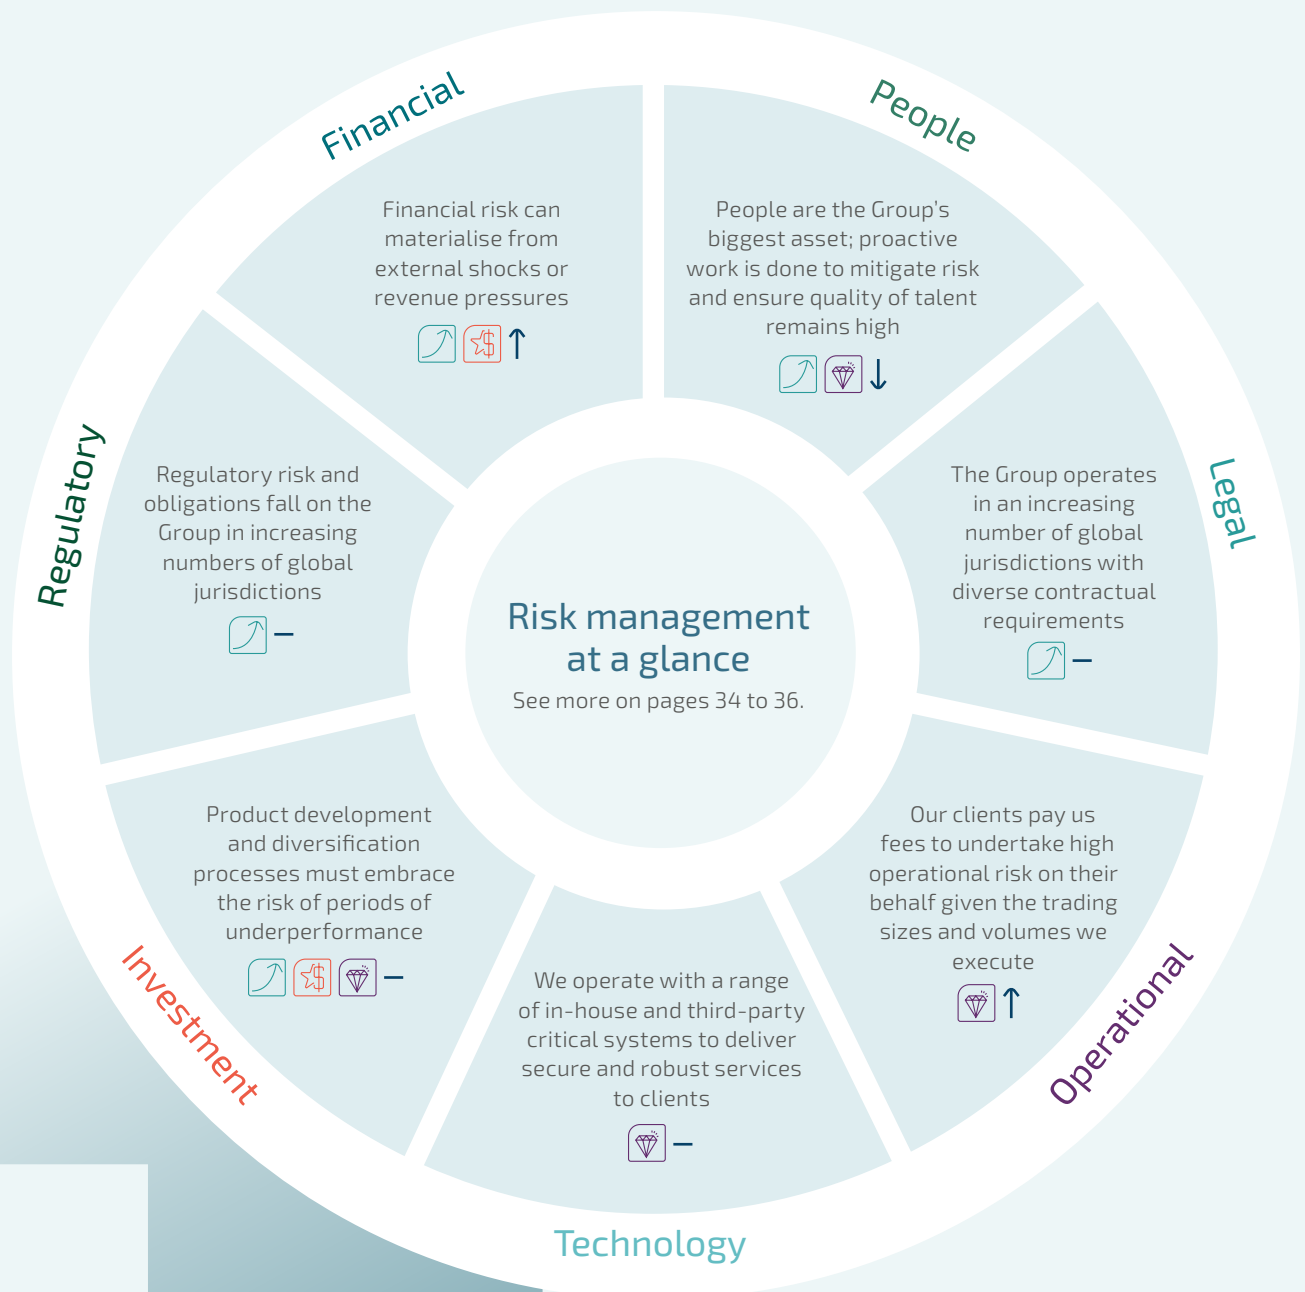 Financial
Financial risk can
materialise from
external shocks or
revenue pressures
People
People are the Group's
biggest asset; proactive
work is done to mitigate risk
and ensure quality of talent
remains high
Legal
The Group operates
in an increasing
number of global
jurisdictions with
diverse contractual
requirements
Operational
Our clients pay us
fees to undertake high
operational risk on their
behalf given the trading
sizes and volumes we
execute
Technology
We operate with a range
of in-house and third-party
critical systems to deliver
secure and robust services
to clients
Investment
Product development
and diversification
processes must embrace
the risk of periods of
underperformance
Regulatory
Regulatory risk and
obligations fall on the
Group in increasing
numbers of global
jurisdictions
Risk management
at a glance
See more on pages 34 to 36.